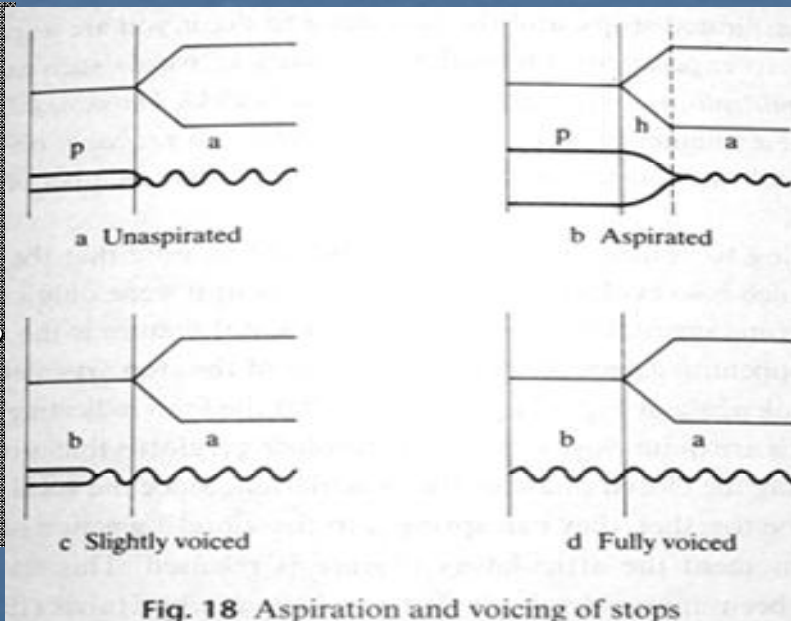 p a
a Unaspirated
p h a
b Aspirated
b a
c Slightly voiced
b a
d Fully voiced
Fig. 18 Aspiration and voicing of stops